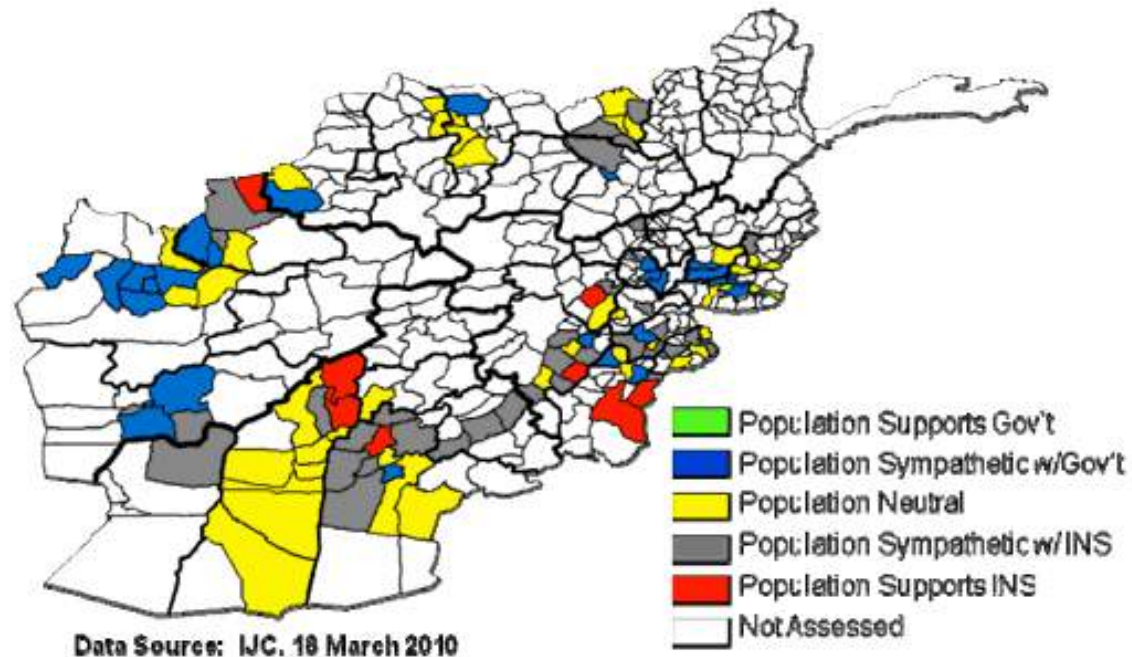 Population Supports Gov't
Population Sympathetic w/Gov't
Population Neutral
Population Sympathetic w/INS
Population Supports INS
Not Assessed
Data Source: IJC, 18 March 2010